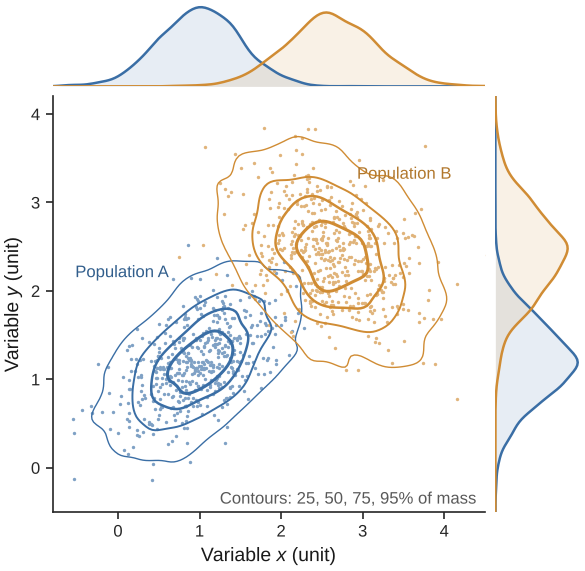 4
Population B
3
Population A
2
1
0
Contours: 25, 50, 75, 95% of mass
0 1 2 3 4
Variable x (unit)
Variable y (unit)